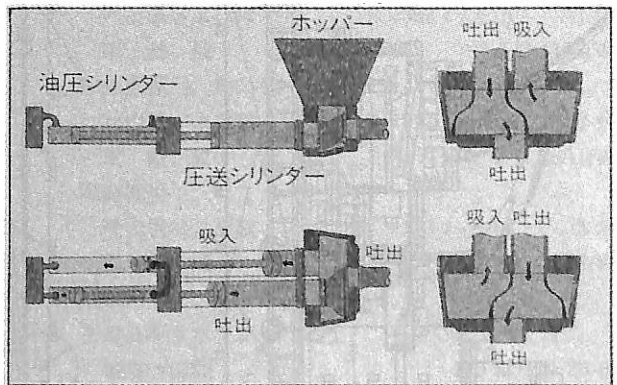 ホッパー
吐出 吸入
油圧シリンダー
圧送シリンダー
吐出
吸入
吐出
吐出
吸入 吐出
吐出